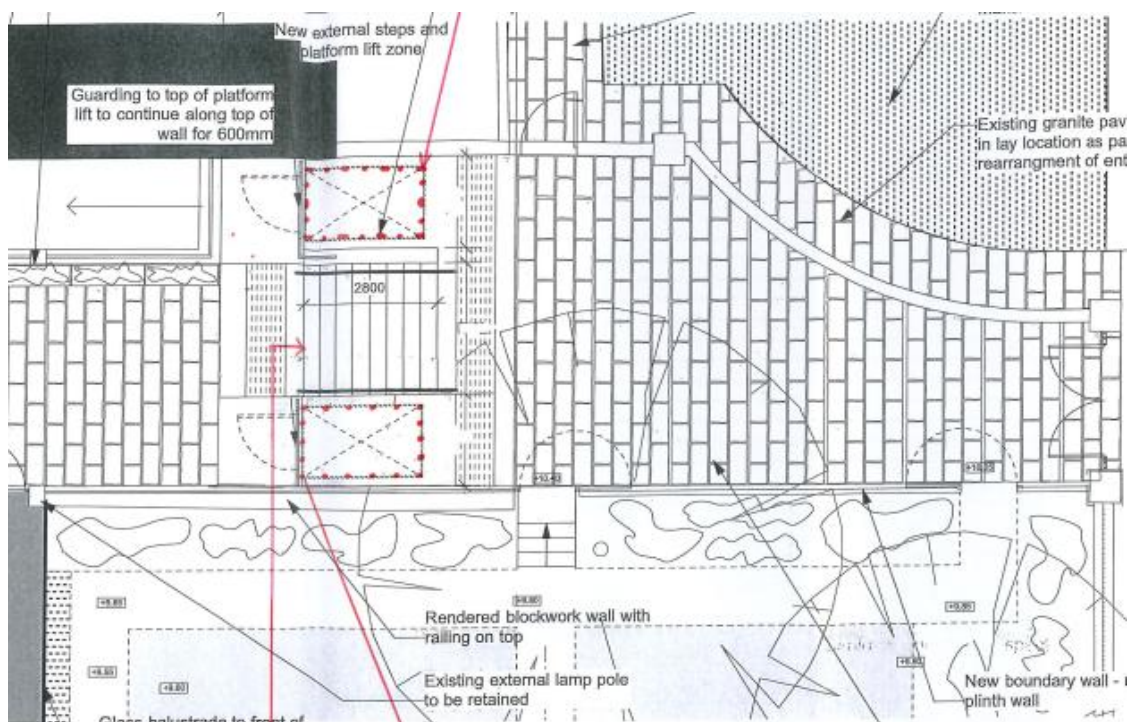 New external steps and
platform lift zone
Guarding to top of platform
lift to continue along top of
wall for 600mm
Existing granite pav
in lay location as pa
rearrangment of ent
2800
+10.40
Rendered blockwork wall with
railing on top
Existing external lamp pole
to be retained
New boundary wall -
plinth wall
Glass balustrade to front of